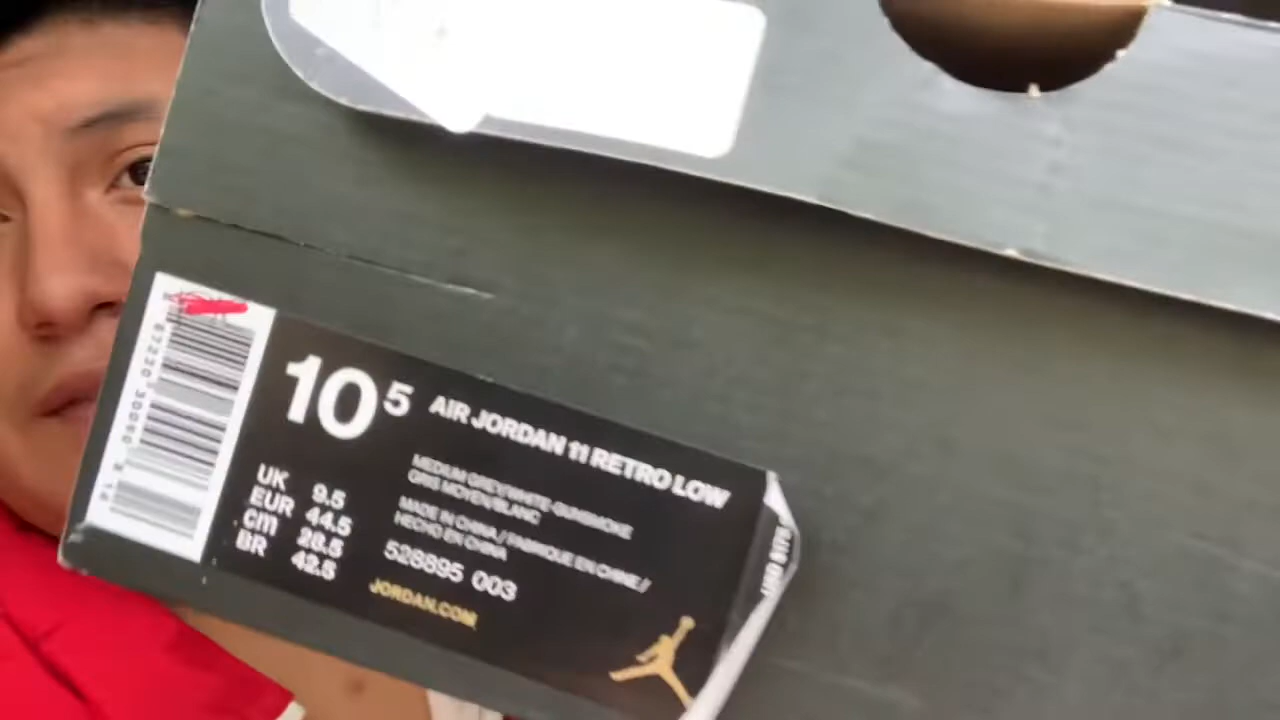 10 5
AIR JORDAN 11 RETRO LOW
MEDIUM GREY/WHITE-GUNSMOKE
GRIS MOYEN/BLANC
MADE IN CHINA / FABRIQUE EN CHINE /
HECHO EN CHINA
528895 003
JORDAN.COM
UK 9.5
EUR 44.5
cm 28.5
BR 42.5